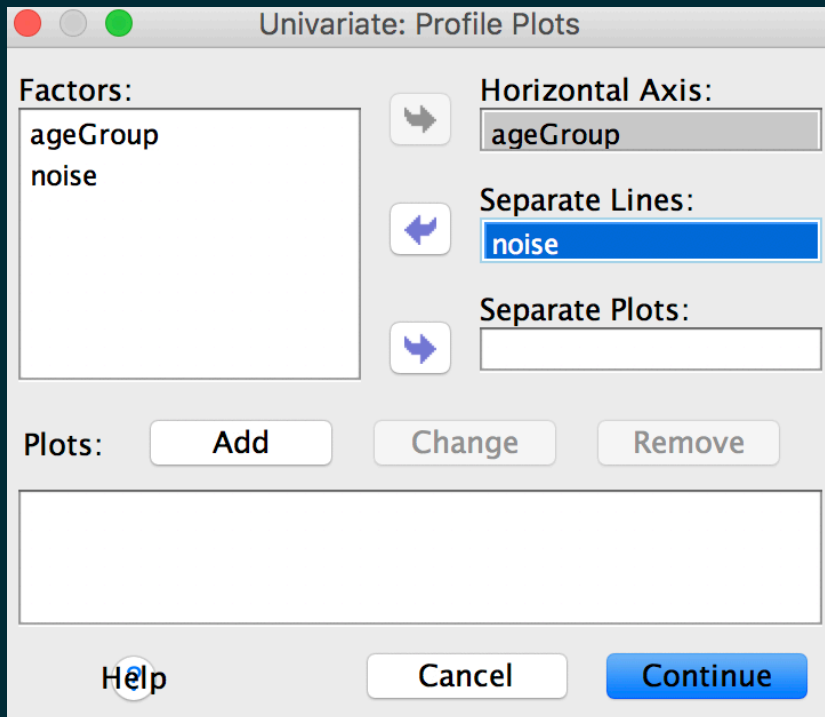 Univariate: Profile Plots
Factors:
ageGroup
noise
Horizontal Axis:
ageGroup
Separate Lines:
noise
Separate Plots:
Plots:
Add
Change
Remove
Help
?
Cancel
Continue